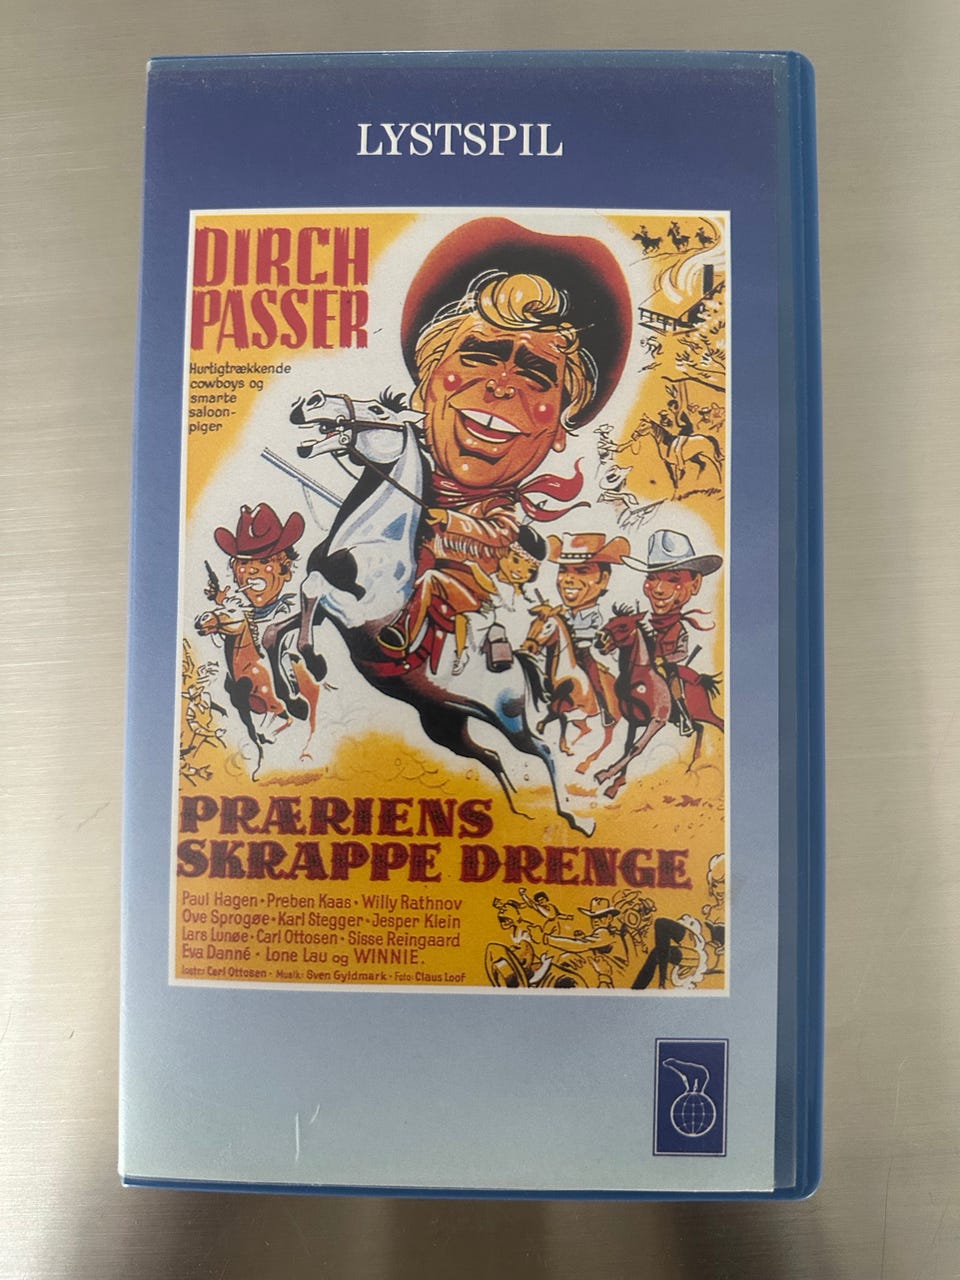 LYSTSPIL
DIRCH
PASSER
Hurtigtrækkende
cowboys og
smarte
saloon-
piger
PRÆRIENS
SKRAPPE DRENGE
Paul Hagen • Preben Kaas • Willy Rathnov
Ove Sprogøe • Karl Stegger • Jesper Klein
Lars Lunøe • Carl Ottosen • Sisse Reingaard
Eva Danné • Lone Lau og WINNIE.
Carl Ottosen • Musik: Sven Gyldmark • Foto: Claus Loof